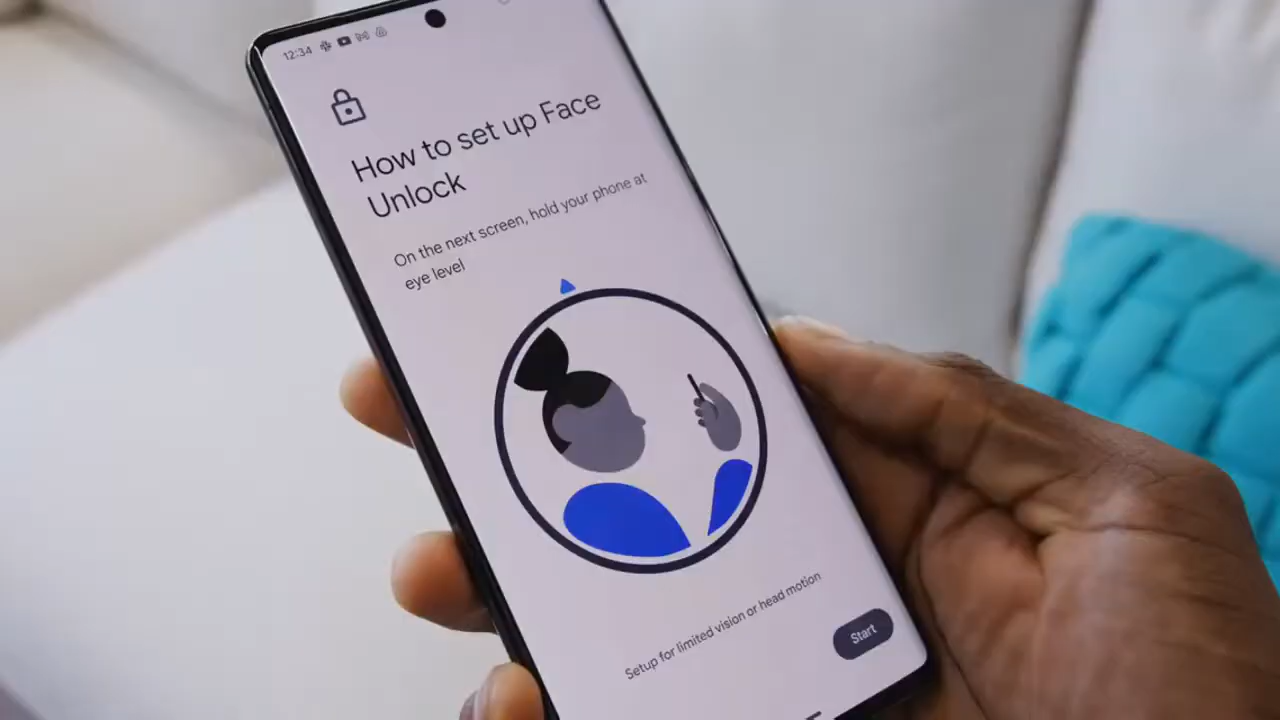 12:34
How to set up Face
Unlock
On the next screen, hold your phone at
eye level
Setup for limited vision or head motion
Start